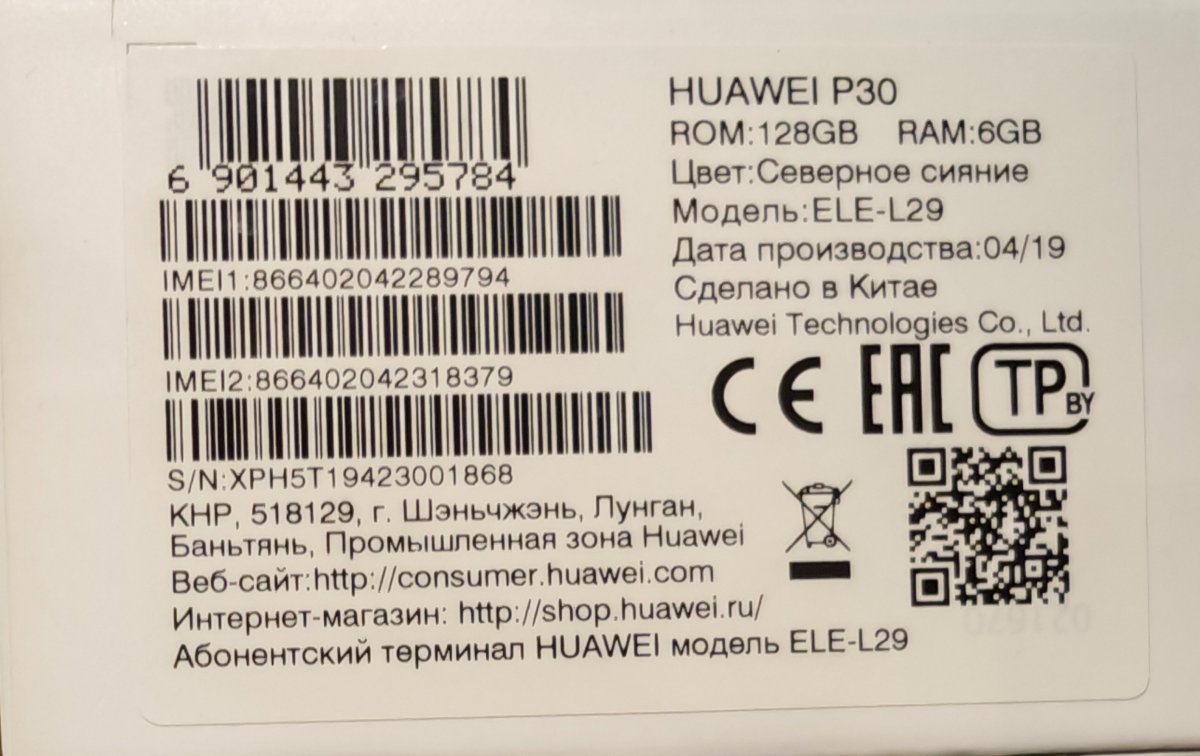 6 901443 295784
IMEI1:866402042289794
IMEI2:866402042318379
S/N:XPH5T19423001868
КНР, 518129, г. Шэньчжэнь, Лунган,
Баньтянь, Промышленная зона Huawei
Веб-сайт:http://consumer.huawei.com
Интернет-магазин: http://shop.huawei.ru/
Абонентский терминал HUAWEI модель ELE-L29
HUAWEI P30
ROM:128GB RAM:6GB
Цвет:Северное сияние
Модель:ELE-L29
Дата производства:04/19
Сделано в Китае
Huawei Technologies Co., Ltd.
CE EAC TP BY